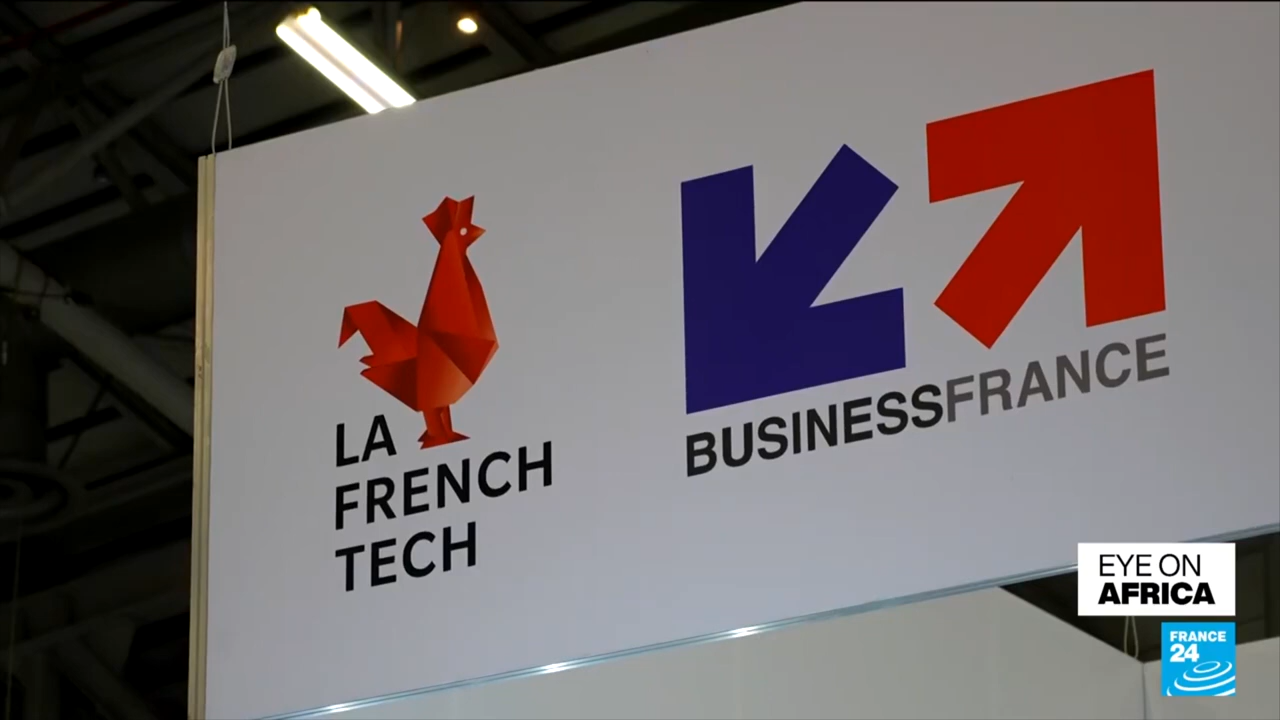 LA
FRENCH
TECH
BUSINESSFRANCE
EYE ON
AFRICA
FRANCE
24